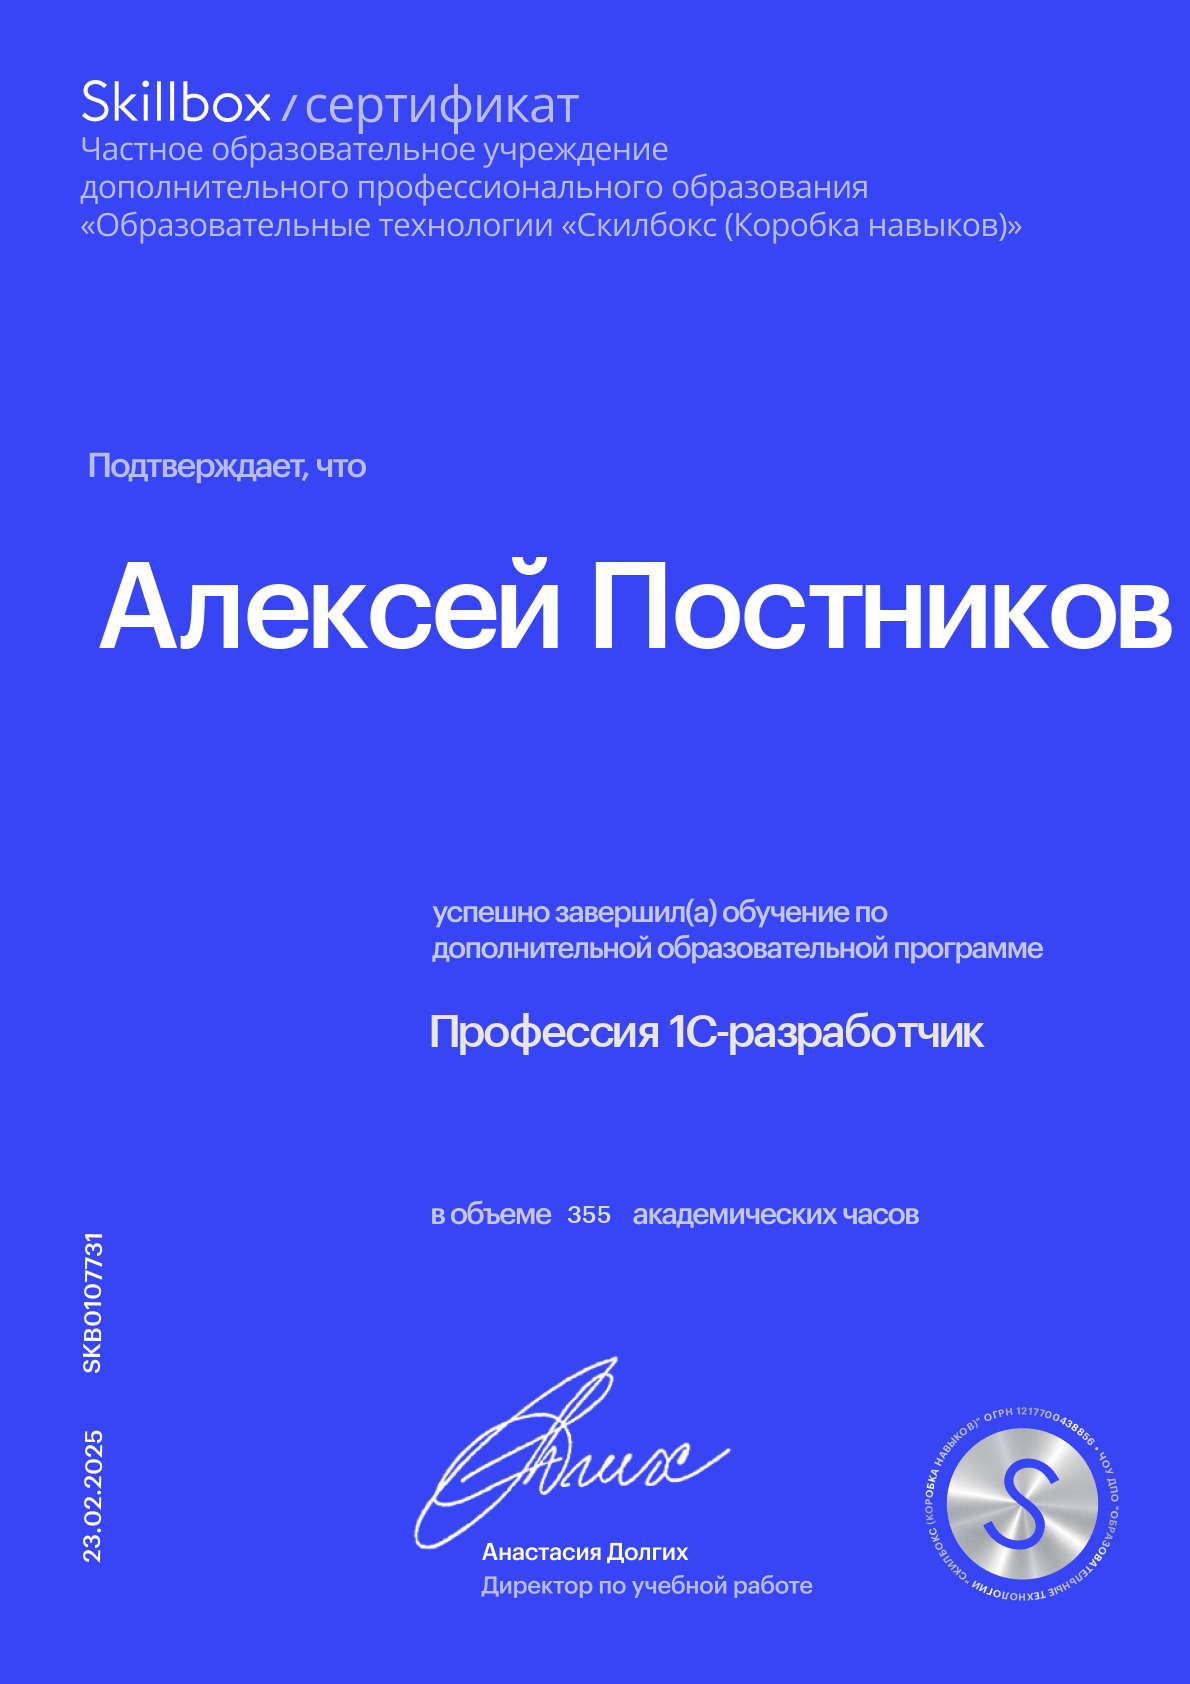 Skillbox / сертификат
Частное образовательное учреждение
дополнительного профессионального образования
«Образовательные технологии «Скилбокс (Коробка навыков)»
Подтверждает, что
Алексей Постников
успешно завершил(а) обучение по
дополнительной образовательной программе
Профессия 1С-разработчик
в объеме 355 академических часов
SKB0107731
23.02.2025
Анастасия Долгих
Директор по учебной работе
ЧОУ ДПО "ОБРАЗОВАТЕЛЬНЫЕ ТЕХНОЛОГИИ "СКИЛБОКС (КОРОБКА НАВЫКОВ)" ОГРН 1217700438856 •
S